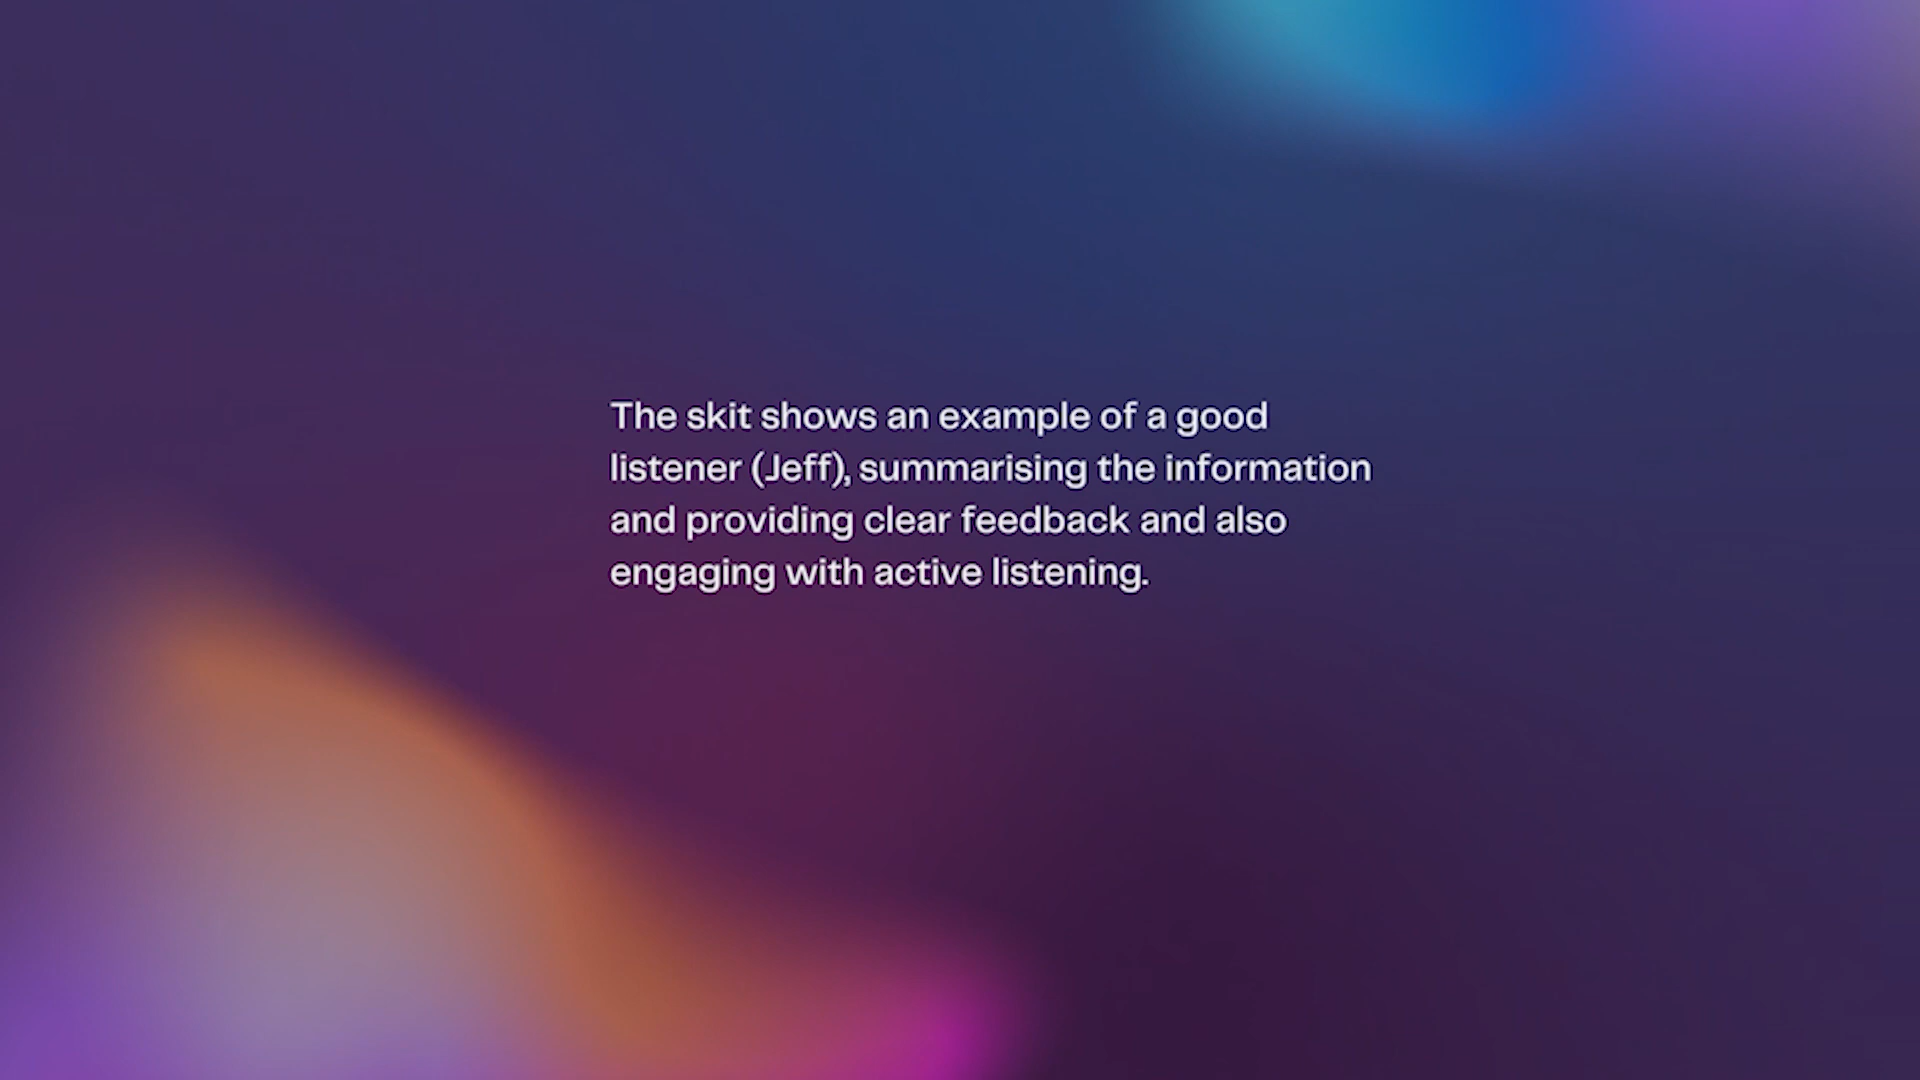 The skit shows an example of a good
listener (Jeff), summarising the information
and providing clear feedback and also
engaging with active listening.